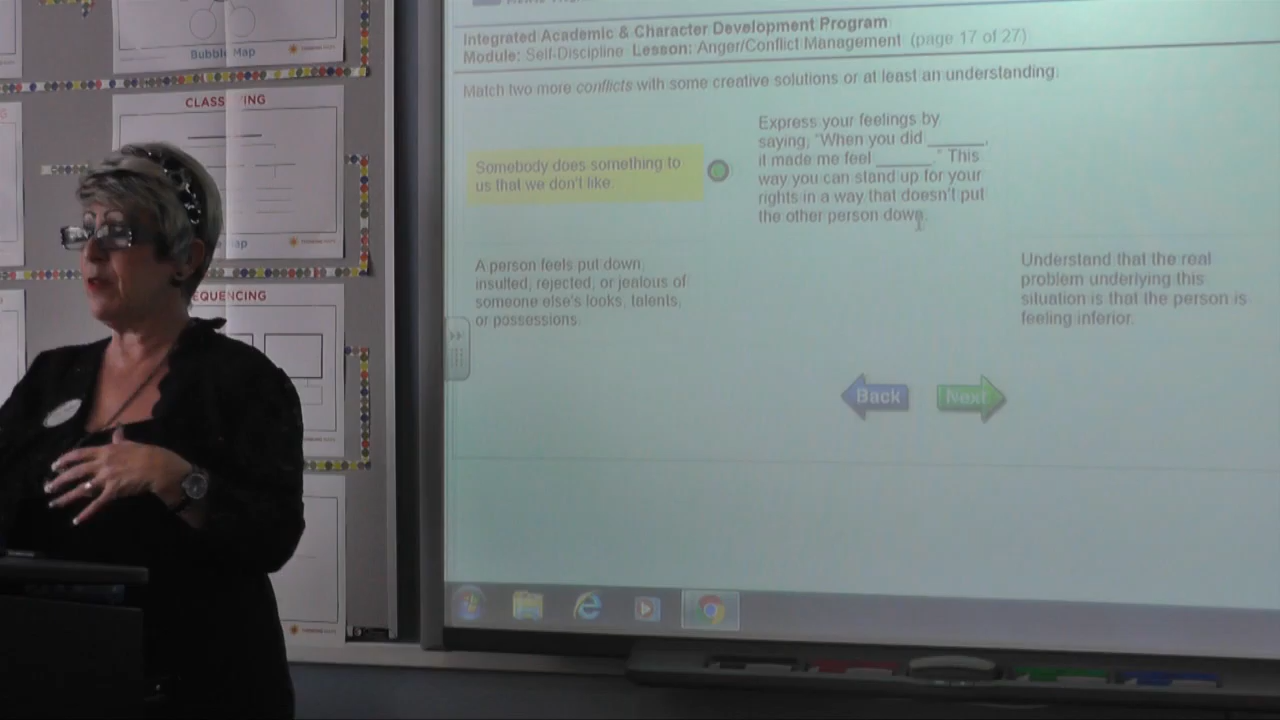 Bubble Map
CLASSIFYING
EQUENCING
Map
Integrated Academic & Character Development Program
Module: Self-Discipline Lesson: Anger/Conflict Management (page 17 of 27)
Match two more conflicts with some creative solutions or at least an understanding.
Somebody does something to
us that we don't like.
Express your feelings by
saying, "When you did ______,
it made me feel ______." This
way you can stand up for your
rights in a way that doesn't put
the other person down.
A person feels put down,
insulted, rejected, or jealous of
someone else's looks, talents,
or possessions.
Understand that the real
problem underlying this
situation is that the person is
feeling inferior.
Back
Next